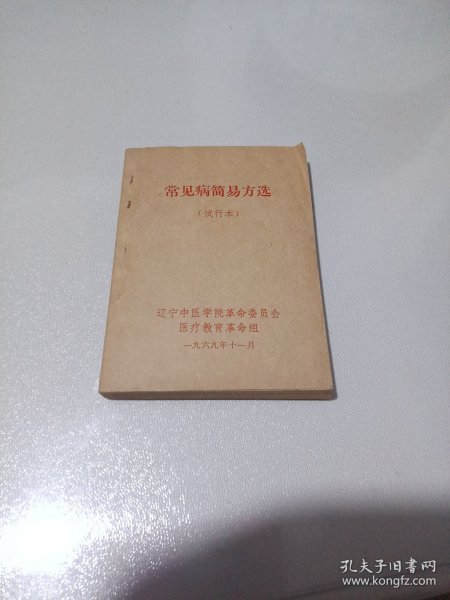 常见病简易方选
（试行本）
辽宁中医学院革命委员会
医疗教育革命组
一九六九年十一月
孔夫子旧书网
www.kongfz.com